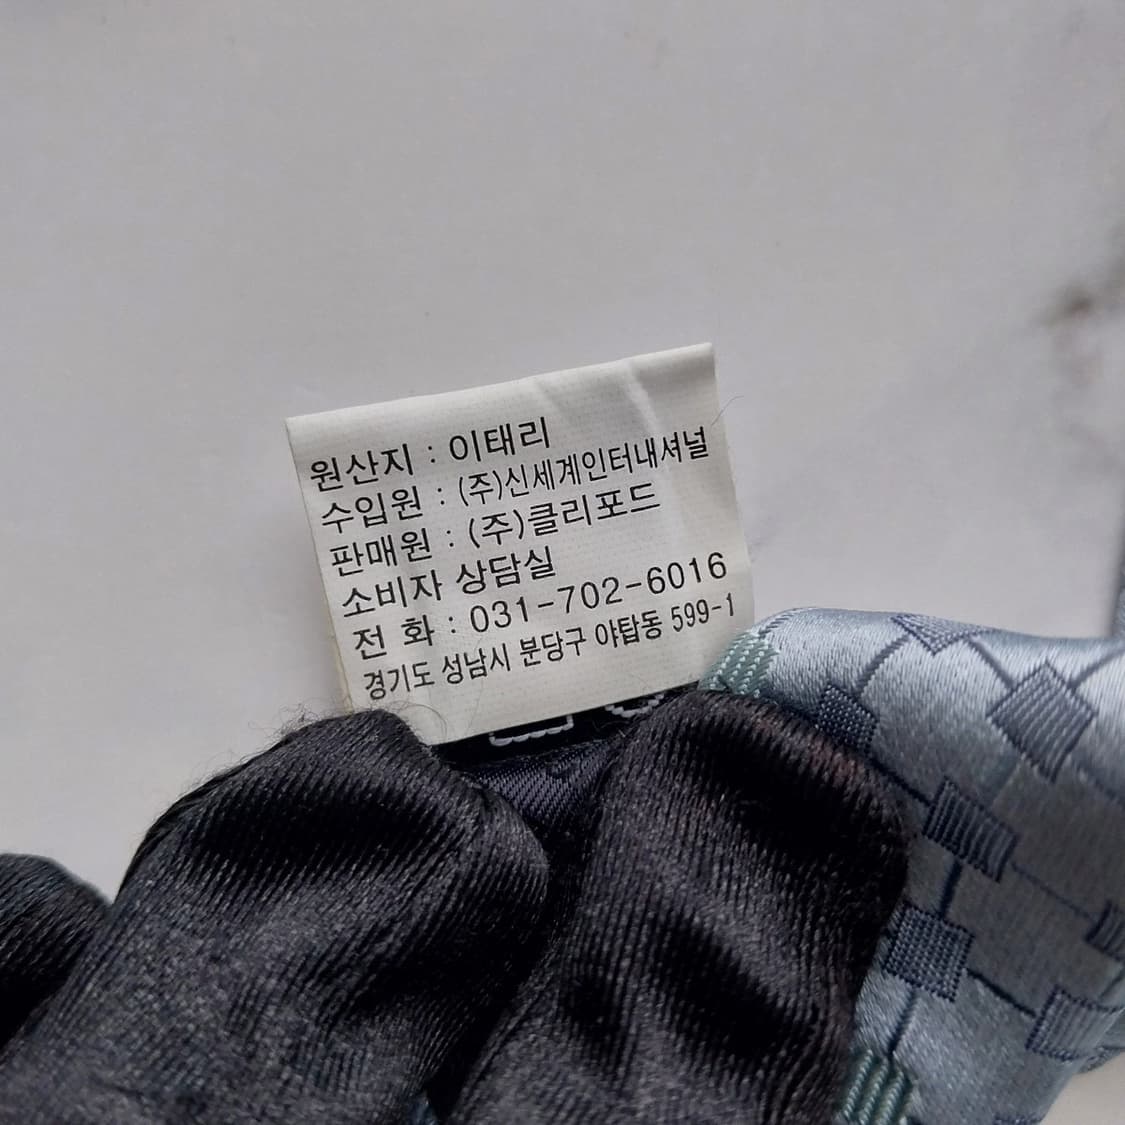 원산지 : 이태리
수입원 : (주)신세계인터내셔널
판매원 : (주)클리포드
소비자 상담실
전 화 : 031-702-6016
경기도 성남시 분당구 야탑동 599-1